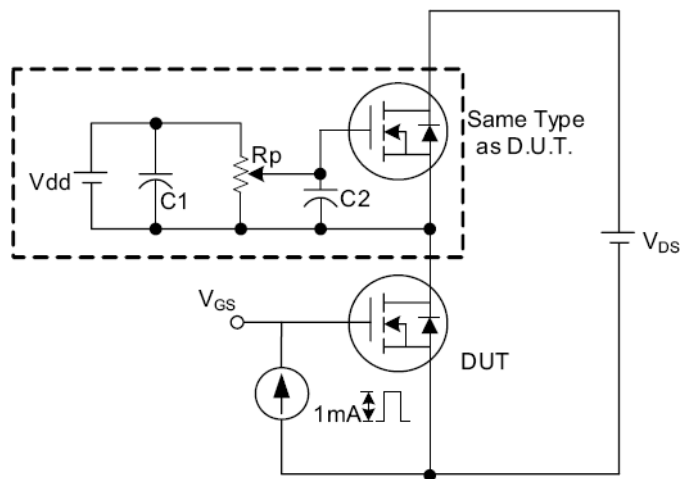 Same Type
as D.U.T.
Rp
Vdd
C1
C2
VDS
VGS
DUT
1mA